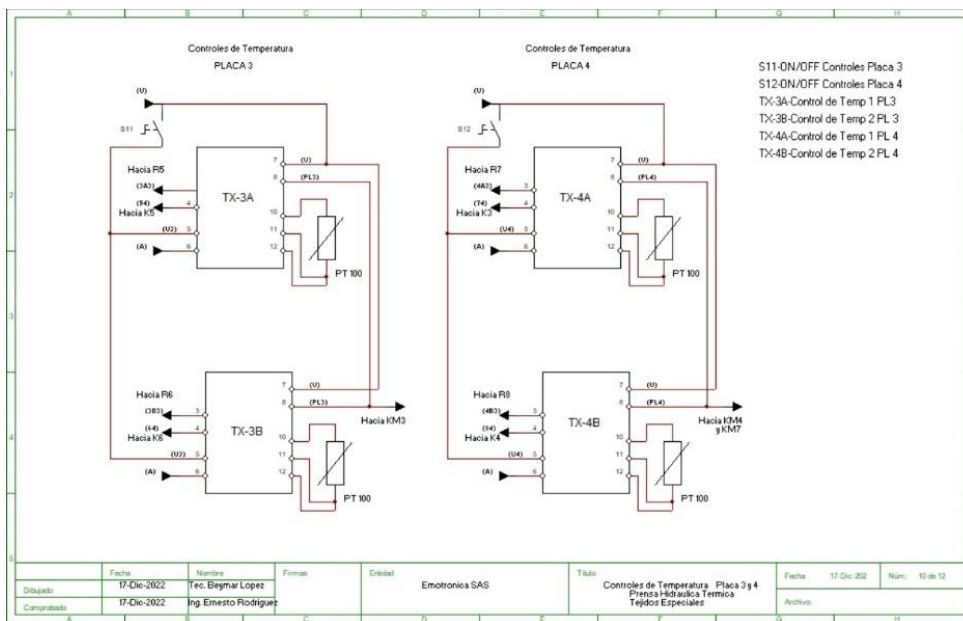 A B C D E F G H
Controles de Temperatura
PLACA 3
Controles de Temperatura
PLACA 4
S11-ON/OFF Controles Placa 3
S12-ON/OFF Controles Placa 4
TX-3A-Control de Temp 1 PL3
TX-3B-Control de Temp 2 PL 3
TX-4A-Control de Temp 1 PL 4
TX-4B-Control de Temp 2 PL 4
1
2
3
4
5
(U)
S11
Hacia R5
(3A3)
(54)
4
Hacia K5
(U3)
5
(A)
6
TX-3A
7
(U)
8
(PL3)
10
11
12
PT 100
Hacia R6
(3B3)
3
(64)
4
Hacia K6
(U3)
5
(A)
6
TX-3B
7
(U)
8
(PL3)
Hacia KM3
10
11
12
PT 100
(U)
S12
Hacia R7
(4A3)
3
(74)
4
Hacia K3
(U4)
5
(A)
6
TX-4A
7
(U)
8
(PL4)
10
11
12
PT 100
Hacia R8
(4B3)
3
(84)
4
Hacia K4
(U4)
5
(A)
6
TX-4B
7
(U)
8
(PL4)
Hacia KM4
y KM7
10
11
12
PT 100
Fecha Nombre Firmas Entidad Título
Dibujado 17-Dic-2022 Tec. Beymar Lopez
Comprobado 17-Dic-2022 Ing. Ernesto Rodriguez
Emotronica SAS
Controles de Temperatura Placa 3 y 4
Prensa Hidraulica Termica
Tejidos Especiales
Fecha 17-Dic-202 Núm: 10 de 12
Archivo:
A B C D E F G H